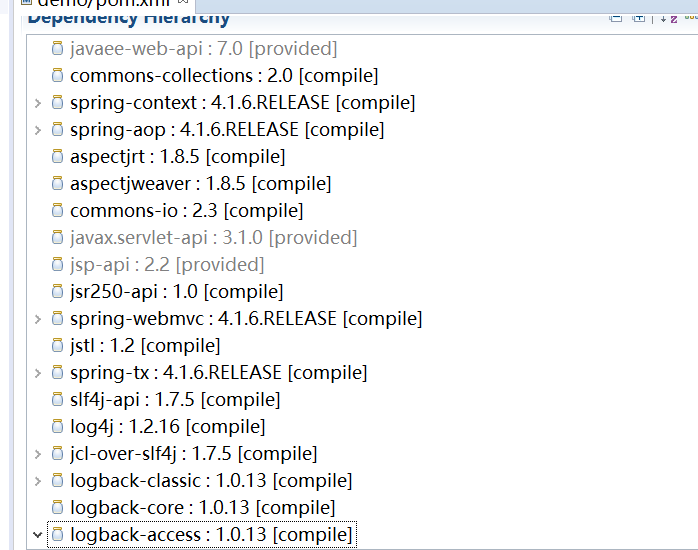 demo/pom.xml
Dependency Hierarchy
javaee-web-api : 7.0 [provided]
commons-collections : 2.0 [compile]
spring-context : 4.1.6.RELEASE [compile]
spring-aop : 4.1.6.RELEASE [compile]
aspectjrt : 1.8.5 [compile]
aspectjweaver : 1.8.5 [compile]
commons-io : 2.3 [compile]
javax.servlet-api : 3.1.0 [provided]
jsp-api : 2.2 [provided]
jsr250-api : 1.0 [compile]
spring-webmvc : 4.1.6.RELEASE [compile]
jstl : 1.2 [compile]
spring-tx : 4.1.6.RELEASE [compile]
slf4j-api : 1.7.5 [compile]
log4j : 1.2.16 [compile]
jcl-over-slf4j : 1.7.5 [compile]
logback-classic : 1.0.13 [compile]
logback-core : 1.0.13 [compile]
logback-access : 1.0.13 [compile]